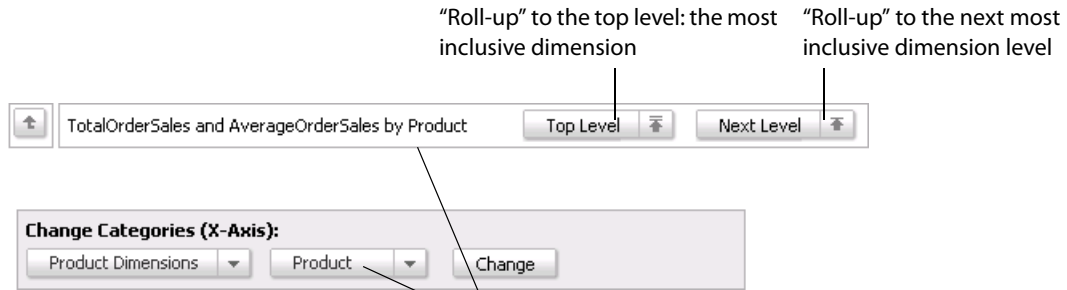 “Roll-up” to the top level: the most
inclusive dimension
“Roll-up” to the next most
inclusive dimension level
TotalOrderSales and AverageOrderSales by Product
Top Level
Next Level
Change Categories (X-Axis):
Product Dimensions
Product
Change